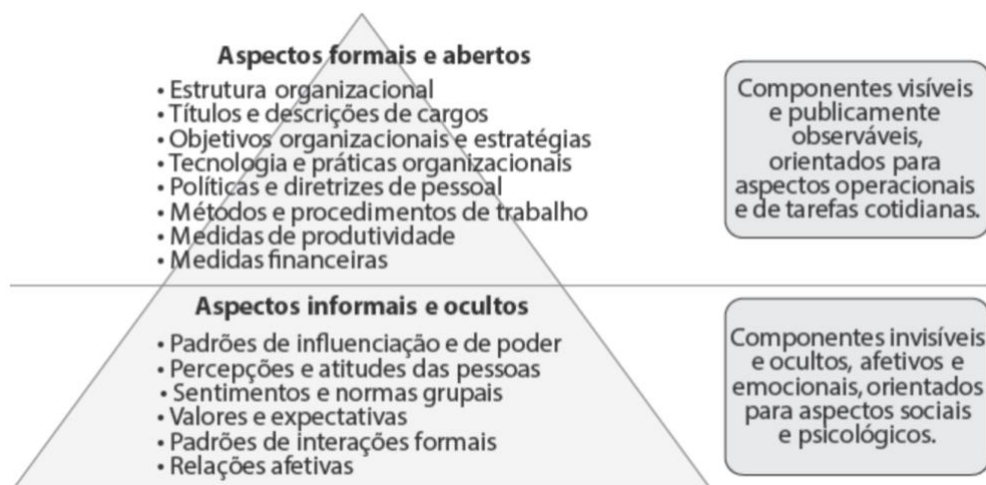 Aspectos formais e abertos
• Estrutura organizacional
• Títulos e descrições de cargos
• Objetivos organizacionais e estratégias
• Tecnologia e práticas organizacionais
• Políticas e diretrizes de pessoal
• Métodos e procedimentos de trabalho
• Medidas de produtividade
• Medidas financeiras
Componentes visíveis
e publicamente
observáveis,
orientados para
aspectos operacionais
e de tarefas cotidianas.
Aspectos informais e ocultos
• Padrões de influenciação e de poder
• Percepções e atitudes das pessoas
• Sentimentos e normas grupais
• Valores e expectativas
• Padrões de interações formais
• Relações afetivas
Componentes invisíveis
e ocultos, afetivos e
emocionais, orientados
para aspectos sociais
e psicológicos.